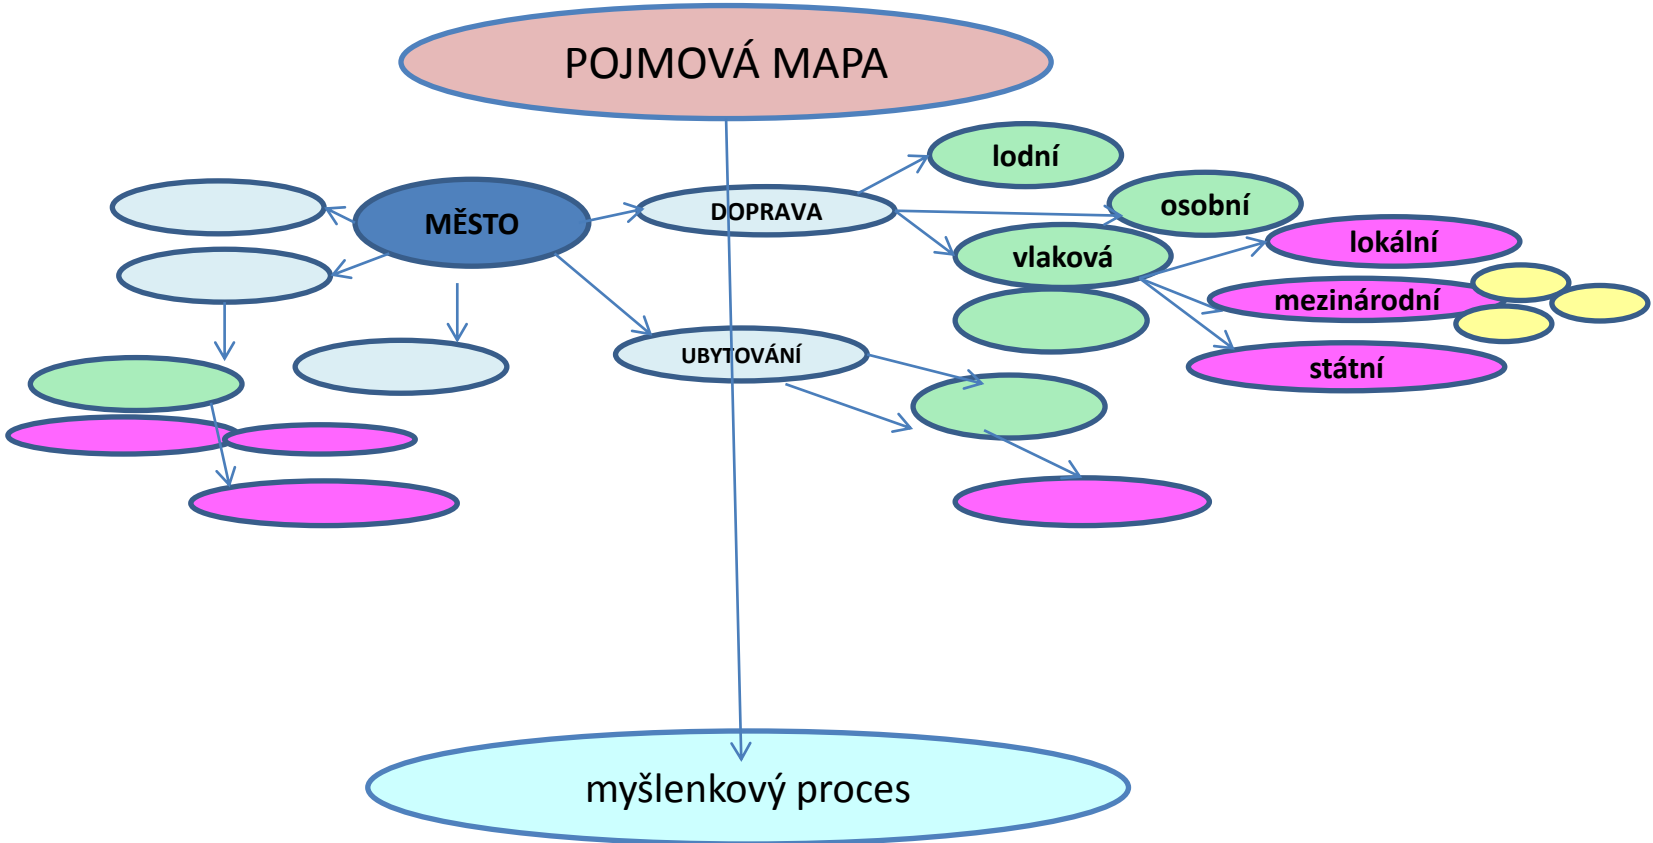 POJMOVÁ MAPA
lodní
osobní
DOPRAVA
MĚSTO
lokální
vlaková
mezinárodní
UBYTOVÁNÍ
státní
myšlenkový proces